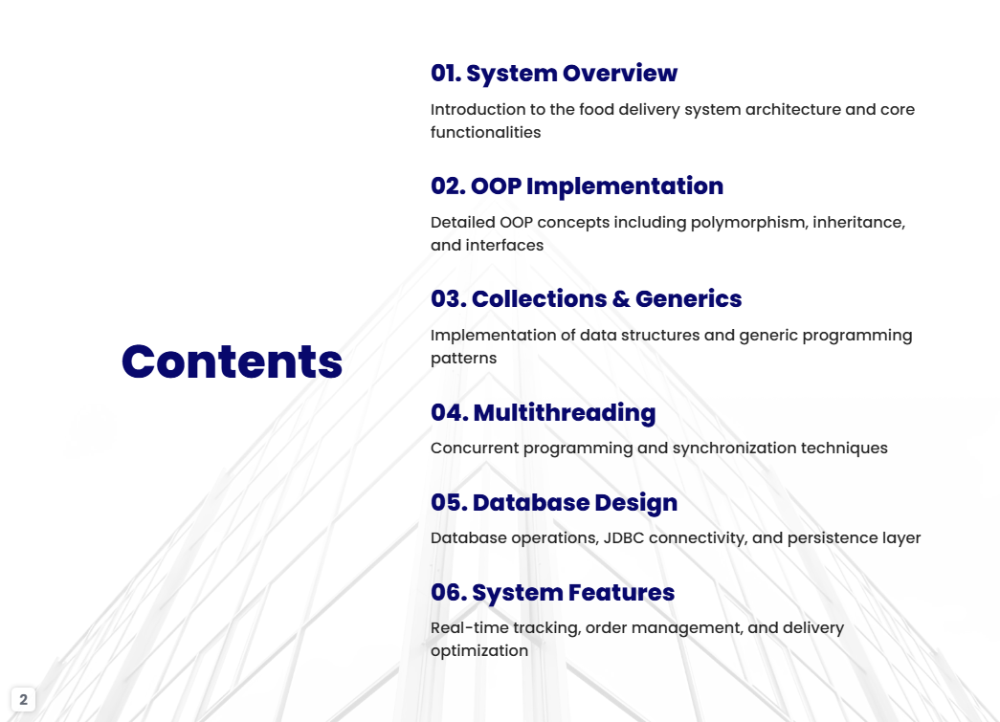 Contents
01. System Overview
Introduction to the food delivery system architecture and core
functionalities
02. OOP Implementation
Detailed OOP concepts including polymorphism, inheritance,
and interfaces
03. Collections & Generics
Implementation of data structures and generic programming
patterns
04. Multithreading
Concurrent programming and synchronization techniques
05. Database Design
Database operations, JDBC connectivity, and persistence layer
06. System Features
Real-time tracking, order management, and delivery
optimization
2